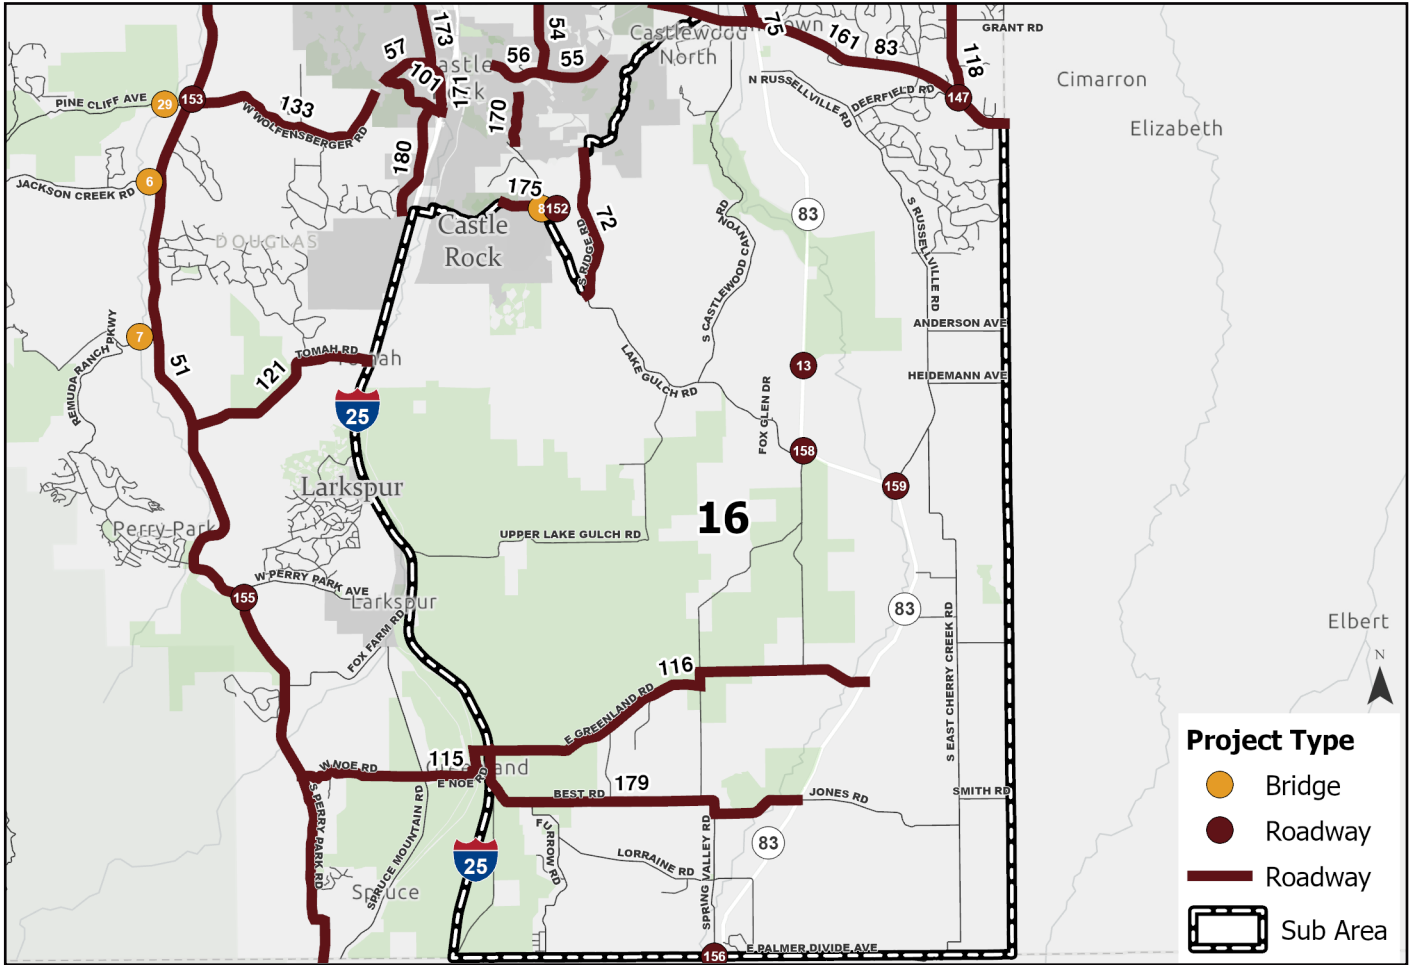 173
54
75
Castlewood
North
161
83
118
GRANT RD
57
56
55
101
171
170
Cimarron
Elizabeth
N RUSSELLVILLE RD
DEERFIELD RD
147
PINE CLIFF AVE
29
153
133
W WOLFENSBERGER RD
180
6
JACKSON CREEK RD
175
8
152
72
S RIDGE RD
Castle
Rock
DOUGLAS
83
S CASTLEWOOD CANYON RD
S RUSSELLVILLE RD
ANDERSON AVE
HEIDEMANN AVE
7
REMUDA RANCH PKWY
51
121
TOMAH RD
Tomah
25
LAKE GULCH RD
13
FOX GLEN DR
158
159
Larkspur
16
Perry Park
UPPER LAKE GULCH RD
W PERRY PARK AVE
155
Larkspur
FOX FARM RD
83
S EAST CHERRY CREEK RD
Elbert
N
116
E GREENLAND RD
115
W NOE RD
E NOE RD
179
BEST RD
JONES RD
SMITH RD
S PERRY PARK RD
SPRUCE MOUNTAIN RD
25
FURROW RD
LORRAINE RD
SPRING VALLEY RD
83
Spruce
156
E PALMER DIVIDE AVE
Project Type
Bridge
Roadway
Roadway
Sub Area